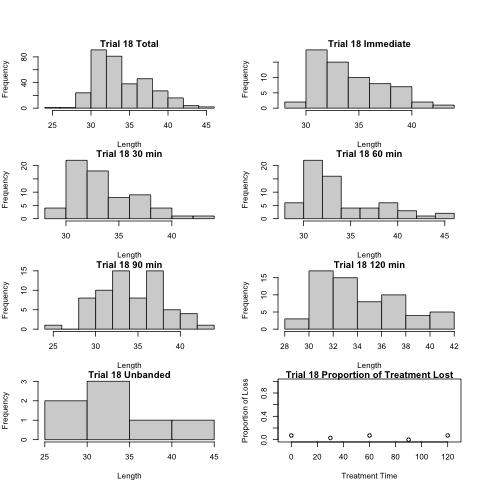 Trial 18 Total
Frequency
0 40 80
25 30 35 40 45
Length
Trial 18 Immediate
Frequency
0 5 15
30 35 40
Length
Trial 18 30 min
Frequency
0 5 10 20
30 35 40
Length
Trial 18 60 min
Frequency
0 5 10 20
30 35 40 45
Length
Trial 18 90 min
Frequency
0 5 10 15
25 30 35 40
Length
Trial 18 120 min
Frequency
0 5 10 15
28 30 32 34 36 38 40 42
Length
Trial 18 Unbanded
Frequency
0 1 2 3
25 30 35 40 45
Length
Trial 18 Proportion of Treatment Lost
Proportion of Loss
0.0 0.4 0.8
0 20 40 60 80 100 120
Treatment Time